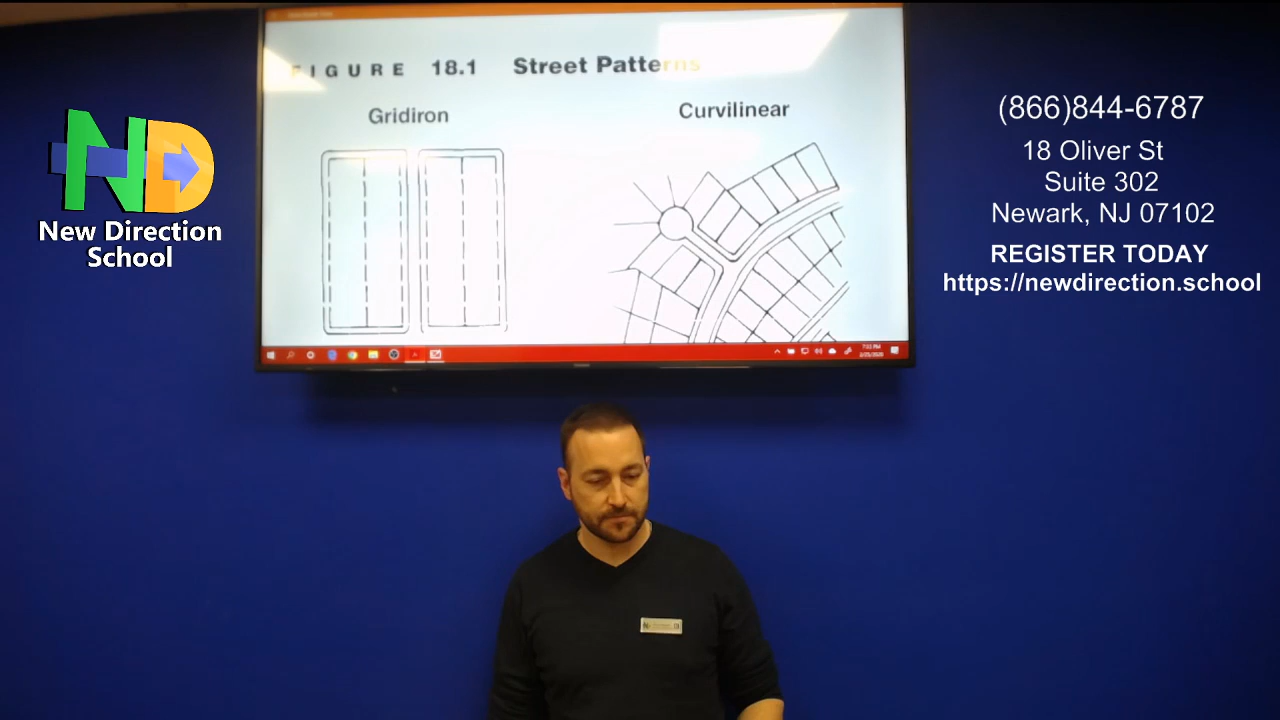 FIGURE 18.1 Street Patterns
Gridiron
Curvilinear
ND
New Direction
School
(866)844-6787
18 Oliver St
Suite 302
Newark, NJ 07102
REGISTER TODAY
https://newdirection.school